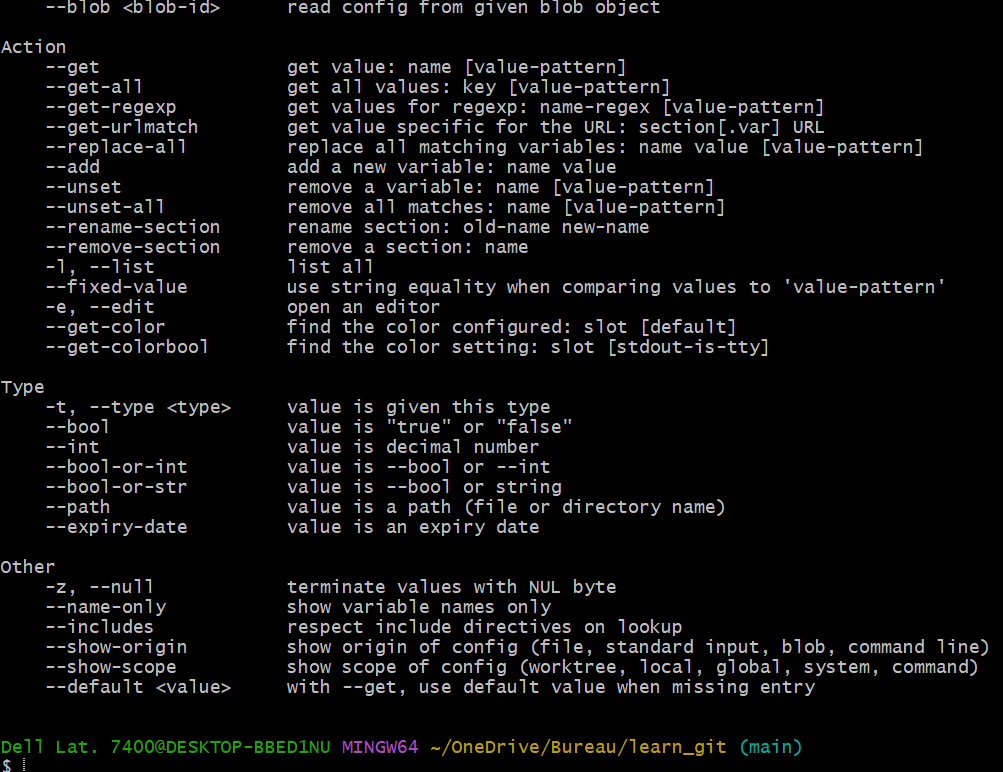 --blob <blob-id> read config from given blob object
Action
--get get value: name [value-pattern]
--get-all get all values: key [value-pattern]
--get-regexp get values for regexp: name-regex [value-pattern]
--get-urlmatch get value specific for the URL: section[.var] URL
--replace-all replace all matching variables: name value [value-pattern]
--add add a new variable: name value
--unset remove a variable: name [value-pattern]
--unset-all remove all matches: name [value-pattern]
--rename-section rename section: old-name new-name
--remove-section remove a section: name
-l, --list list all
--fixed-value use string equality when comparing values to 'value-pattern'
-e, --edit open an editor
--get-color find the color configured: slot [default]
--get-colorbool find the color setting: slot [stdout-is-tty]
Type
-t, --type <type> value is given this type
--bool value is "true" or "false"
--int value is decimal number
--bool-or-int value is --bool or --int
--bool-or-str value is --bool or string
--path value is a path (file or directory name)
--expiry-date value is an expiry date
Other
-z, --null terminate values with NUL byte
--name-only show variable names only
--includes respect include directives on lookup
--show-origin show origin of config (file, standard input, blob, command line)
--show-scope show scope of config (worktree, local, global, system, command)
--default <value> with --get, use default value when missing entry
Dell Lat. 7400@DESKTOP-BBED1NU MINGW64 ~/OneDrive/Bureau/learn_git (main)
$